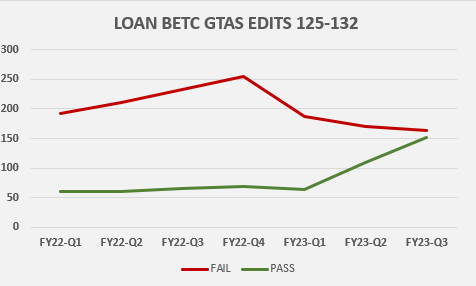 LOAN BETC GTAS EDITS 125-132
300
250
200
150
100
50
0
FY22-Q1 FY22-Q2 FY22-Q3 FY22-Q4 FY23-Q1 FY23-Q2 FY23-Q3
FAIL PASS